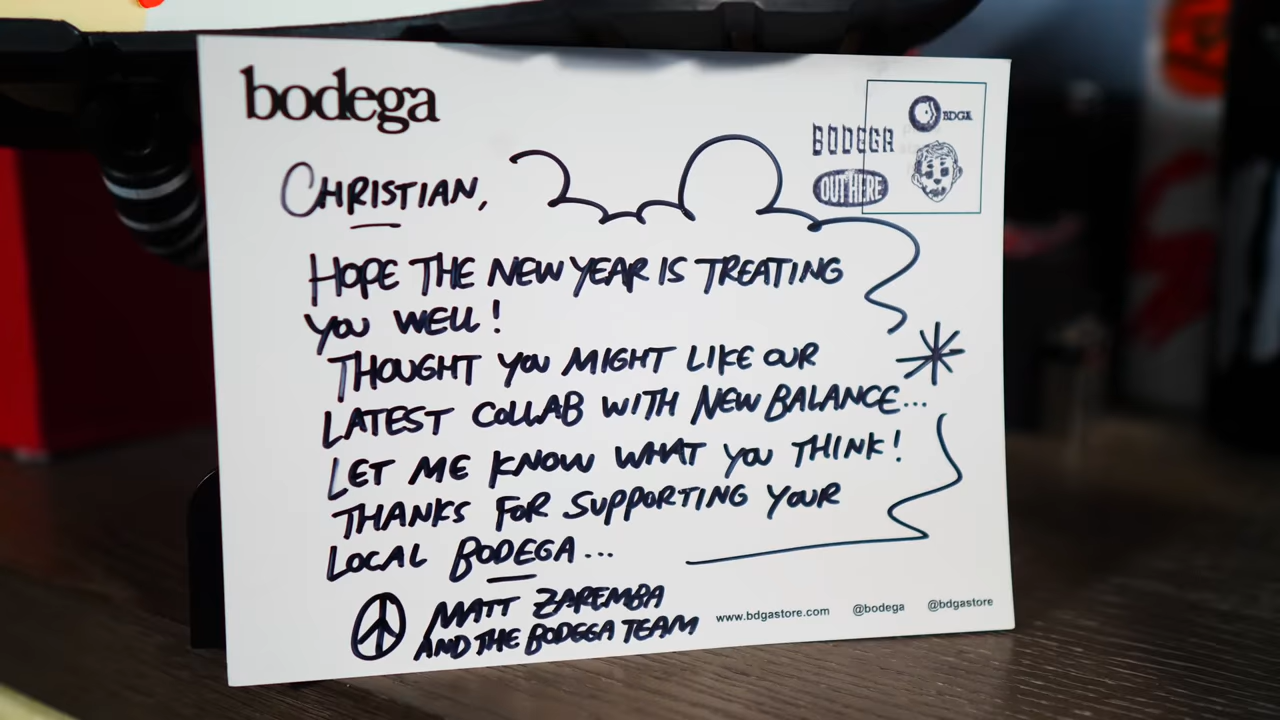 bodega
BDGA
BODEGA
OUT HERE
CHRISTIAN,
HOPE THE NEW YEAR IS TREATING
YOU WELL!
THOUGHT YOU MIGHT LIKE OUR
LATEST COLLAB WITH NEW BALANCE...
LET ME KNOW WHAT YOU THINK!
THANKS FOR SUPPORTING YOUR
LOCAL BODEGA...
MATT ZAREMBA
AND THE BODEGA TEAM
www.bdgastore.com @bodega @bdgastore